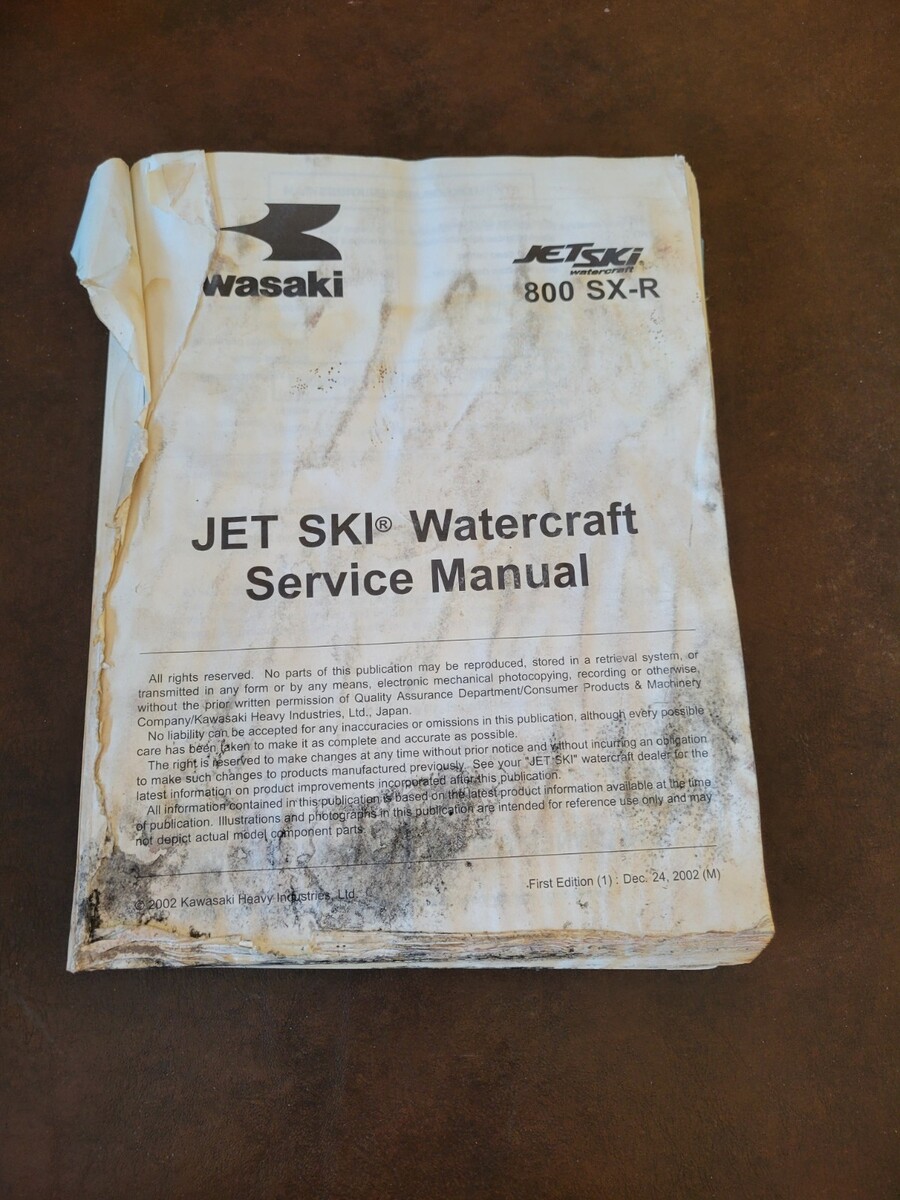 wasaki
JET SKI®
watercraft
800 SX-R
JET SKI® Watercraft
Service Manual
All rights reserved. No parts of this publication may be reproduced, stored in a retrieval system, or
transmitted in any form or by any means, electronic mechanical photocopying, recording or otherwise,
without the prior written permission of Quality Assurance Department/Consumer Products & Machinery
Company/Kawasaki Heavy Industries, Ltd., Japan.
No liability can be accepted for any inaccuracies or omissions in this publication, although every possible
care has been taken to make it as complete and accurate as possible.
The right is reserved to make changes at any time without prior notice and without incurring an obligation
to make such changes to products manufactured previously. See your "JET SKI" watercraft dealer for the
latest information on product improvements incorporated after this publication.
All information contained in this publication is based on the latest product information available at the time
of publication. Illustrations and photographs in this publication are intended for reference use only and may
not depict actual model component parts.
© 2002 Kawasaki Heavy Industries, Ltd.
First Edition (1) : Dec. 24, 2002 (M)